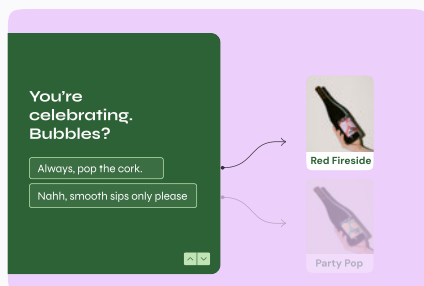 You're
celebrating.
Bubbles?
Always, pop the cork.
Nahh, smooth sips only please
Red Fireside
Party Pop